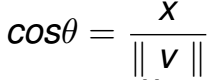 cosθ = x / ‖ v ‖